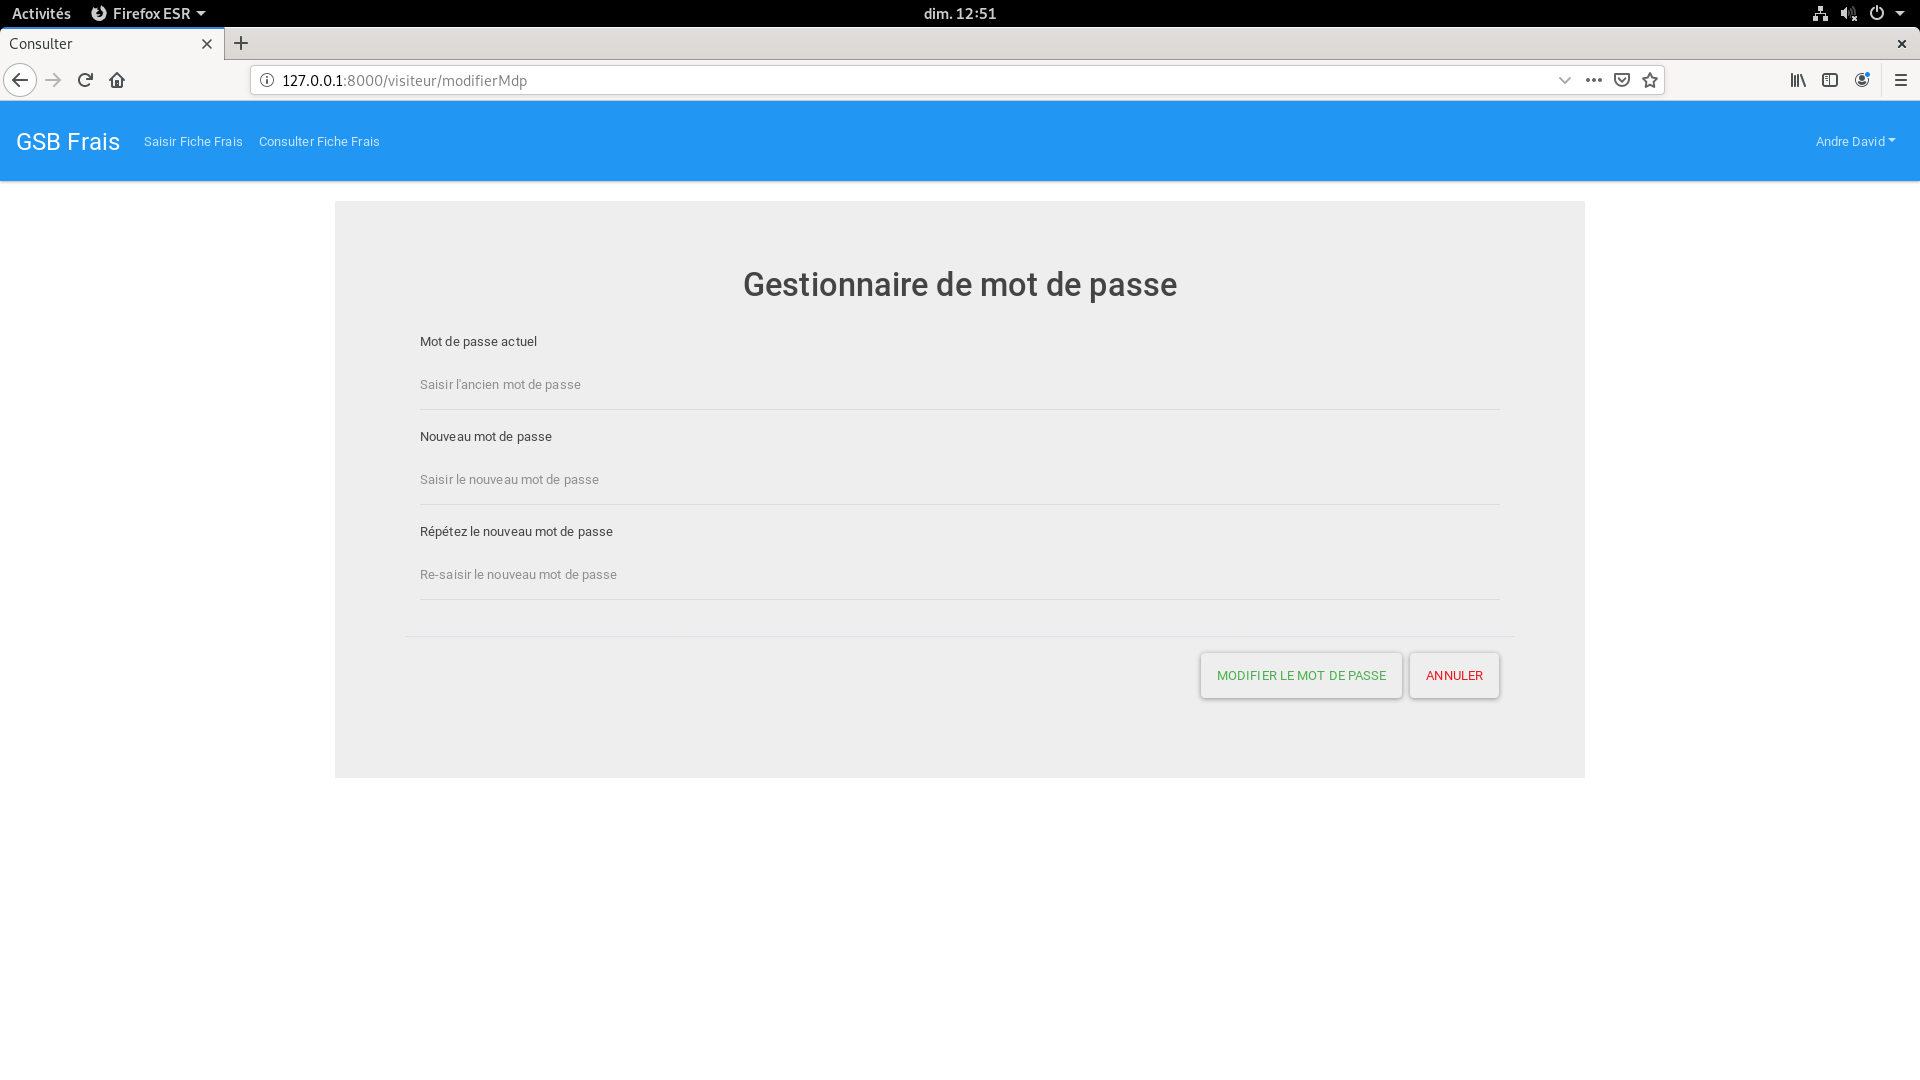 Activités Firefox ESR dim. 12:51
Consulter
127.0.0.1:8000/visiteur/modifierMdp
GSB Frais Saisir Fiche Frais Consulter Fiche Frais Andre David
Gestionnaire de mot de passe
Mot de passe actuel
Saisir l'ancien mot de passe
Nouveau mot de passe
Saisir le nouveau mot de passe
Répétez le nouveau mot de passe
Re-saisir le nouveau mot de passe
MODIFIER LE MOT DE PASSE ANNULER